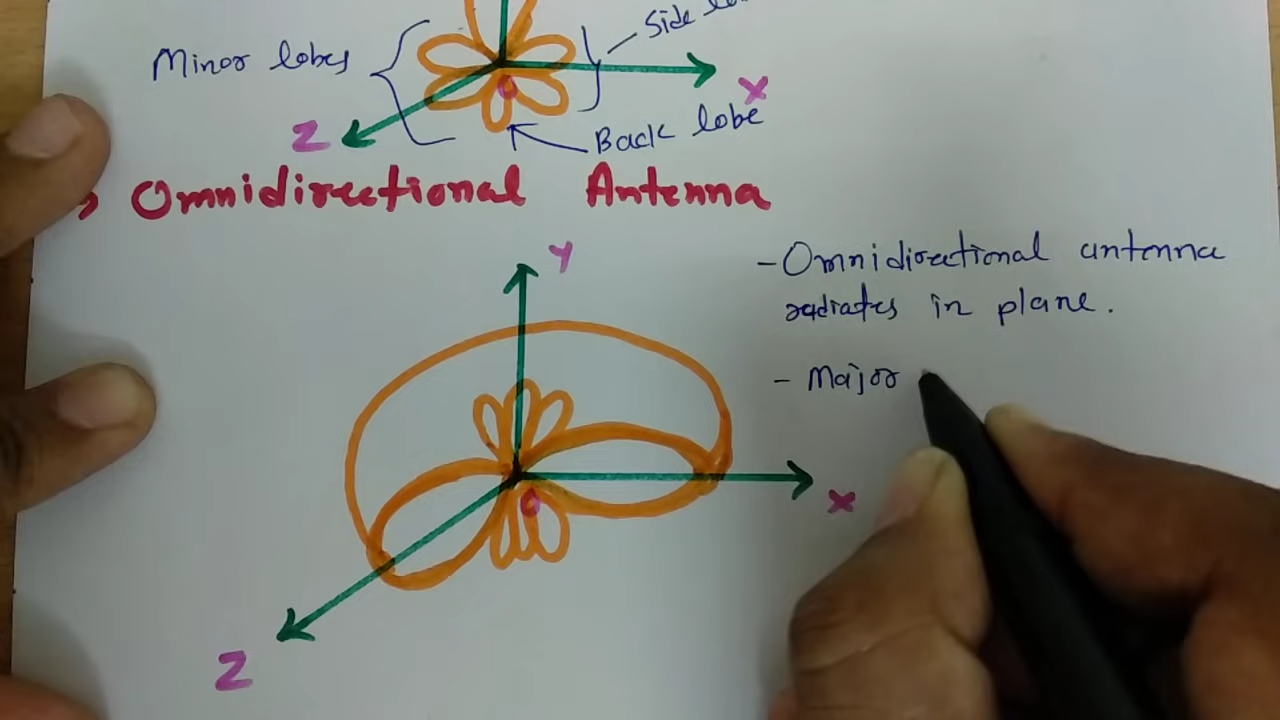 Side
Minor lobes
X
Z
Back lobe
Omnidirectional Antenna
Y
- Omnidirectional antenna
radiates in plane.
- Major
O
X
Z